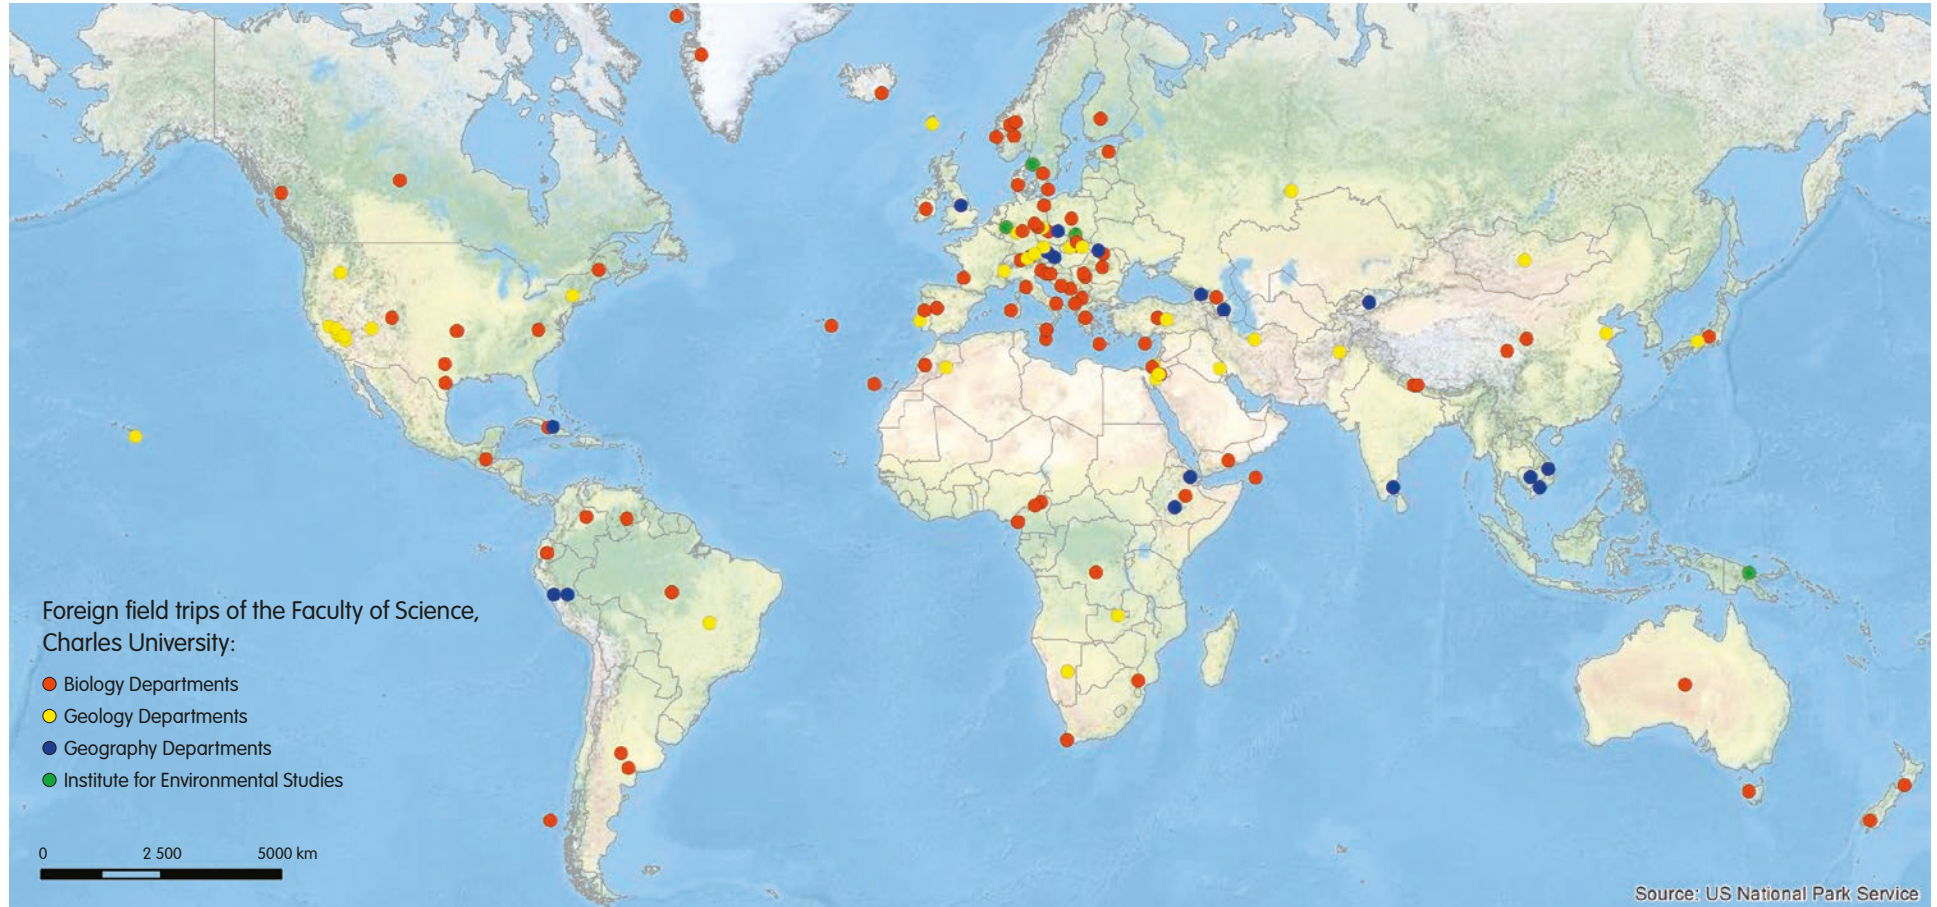 Foreign field trips of the Faculty of Science,
Charles University:
Biology Departments
Geology Departments
Geography Departments
Institute for Environmental Studies
0 2 500 5000 km
Source: US National Park Service